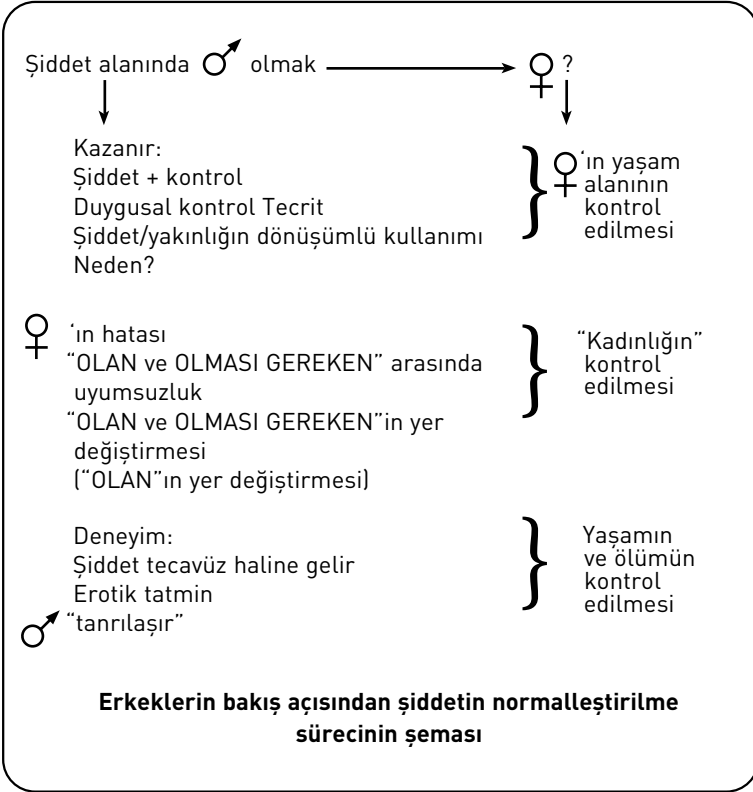 Şiddet alanında ♂ olmak → ♀ ?
Kazanır:
Şiddet + kontrol
Duygusal kontrol Tecrit
Şiddet/yakınlığın dönüşümlü kullanımı
Neden?
♀ ‘ın yaşam
alanının
kontrol
edilmesi
♀ ‘ın hatası
“OLAN ve OLMASI GEREKEN” arasında
uyumsuzluk
“OLAN ve OLMASI GEREKEN”in yer
değiştirmesi
(“OLAN”ın yer değiştirmesi)
“Kadınlığın”
kontrol
edilmesi
Deneyim:
Şiddet tecavüz haline gelir
Erotik tatmin
♂ “tanrılaşır”
Yaşamın
ve ölümün
kontrol
edilmesi
Erkeklerin bakış açısından şiddetin normalleştirilme
sürecinin şeması